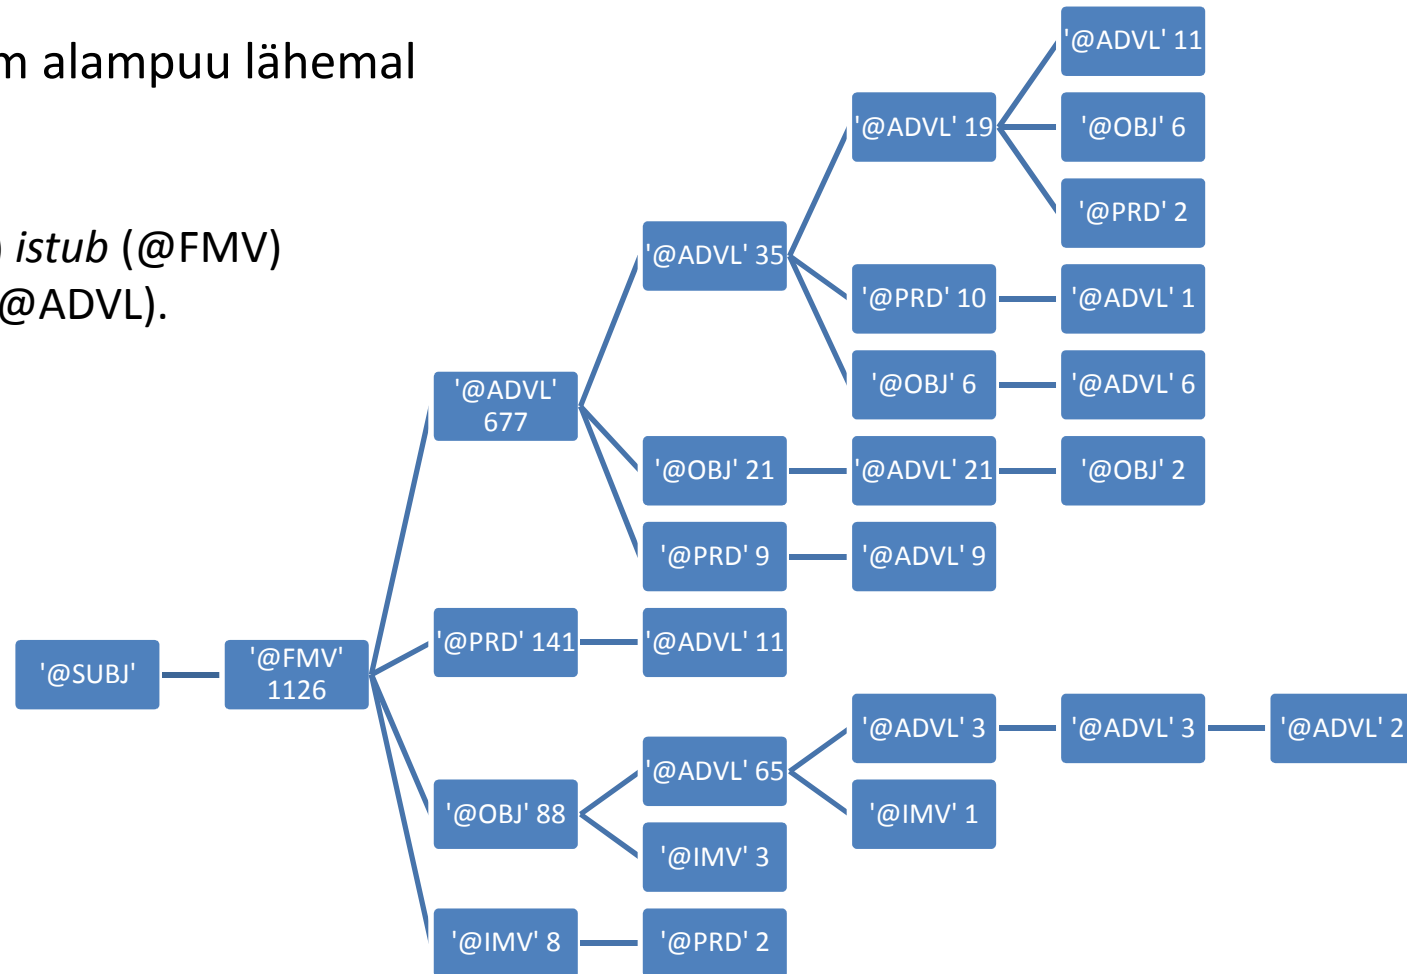 m alampuu lähemal
istub (@FMV)
@ADVL).
'@SUBJ'
'@FMV'
1126
'@ADVL'
677
'@ADVL' 35
'@ADVL' 19
'@ADVL' 11
'@OBJ' 6
'@PRD' 2
'@PRD' 10
'@ADVL' 1
'@OBJ' 6
'@ADVL' 6
'@OBJ' 21
'@ADVL' 21
'@OBJ' 2
'@PRD' 9
'@ADVL' 9
'@PRD' 141
'@ADVL' 11
'@OBJ' 88
'@ADVL' 65
'@ADVL' 3
'@ADVL' 3
'@ADVL' 2
'@IMV' 1
'@IMV' 3
'@IMV' 8
'@PRD' 2